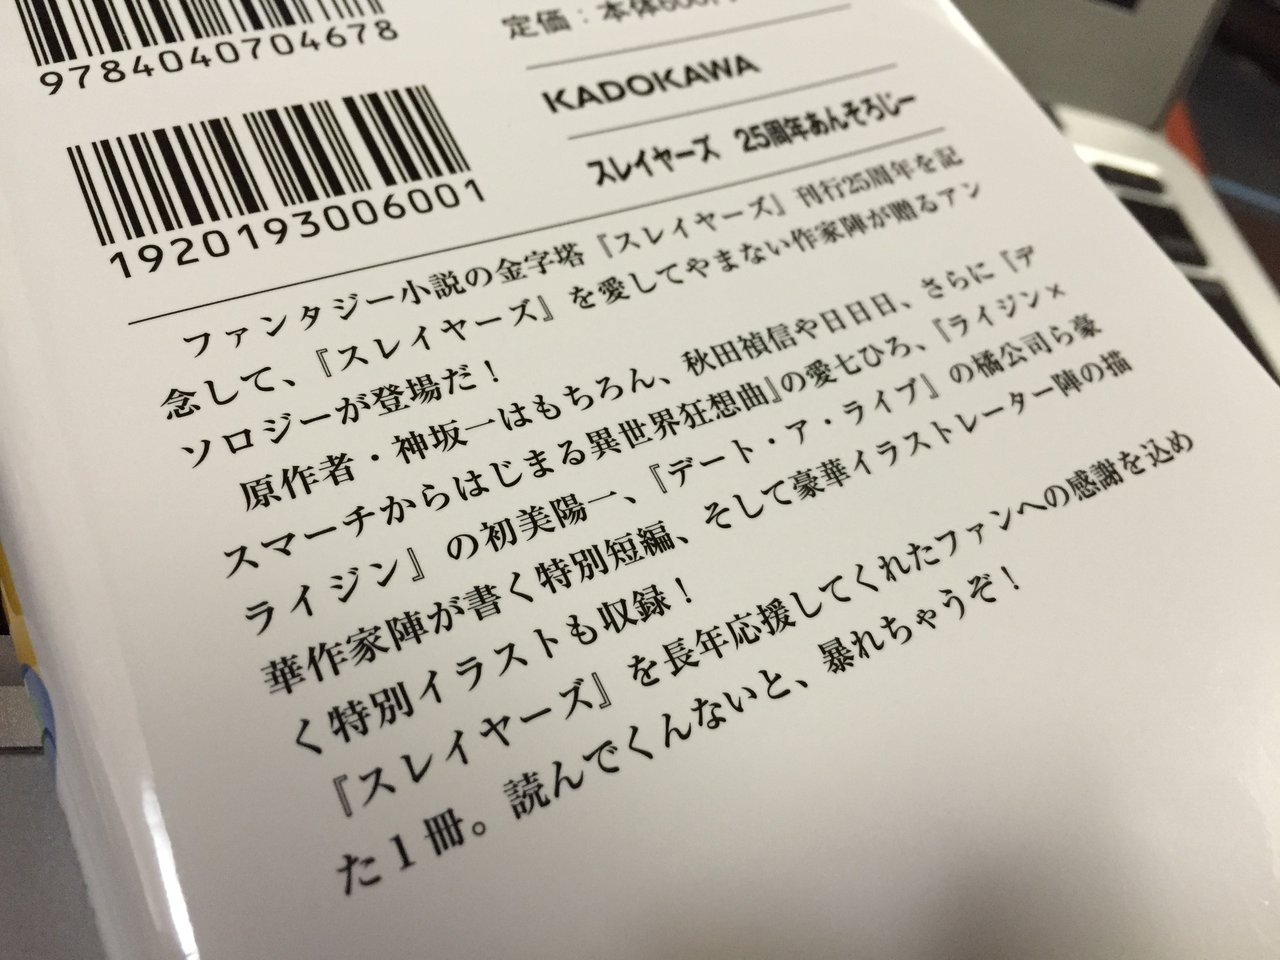 9784040704678
1920193006001
定価：本体600円
KADOKAWA
スレイヤーズ 25周年あんそろじー
ファンタジー小説の金字塔『スレイヤーズ』刊行25周年を記
念して、『スレイヤーズ』を愛してやまない作家陣が贈るアン
ソロジーが登場だ！
原作者・神坂一はもちろん、秋田禎信や日日日、さらに『デ
スマーチからはじまる異世界狂想曲』の愛七ひろ、『ライジン×
ライジン』の初美陽一、『デート・ア・ライブ』の橘公司ら豪
華作家陣が書く特別短編、そして豪華イラストレーター陣の描
く特別イラストも収録！
『スレイヤーズ』を長年応援してくれたファンへの感謝を込め
た１冊。読んでくんないと、暴れちゃうぞ！